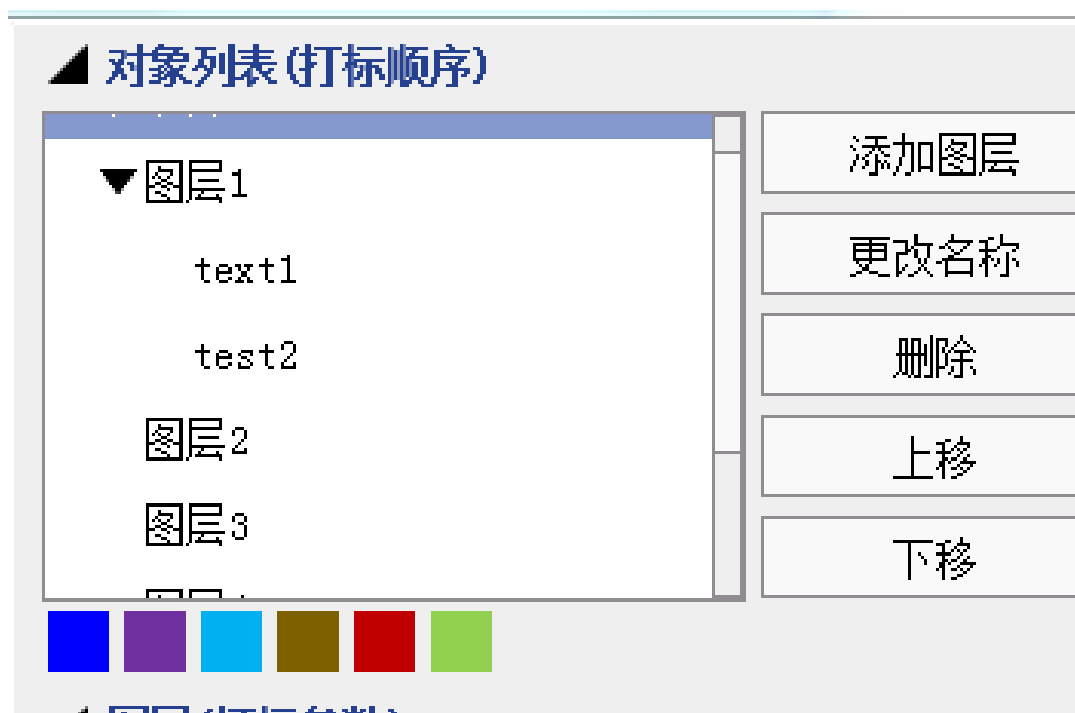 对象列表(打标顺序)
图层1
text1
test2
图层2
图层3
添加图层
更改名称
删除
上移
下移